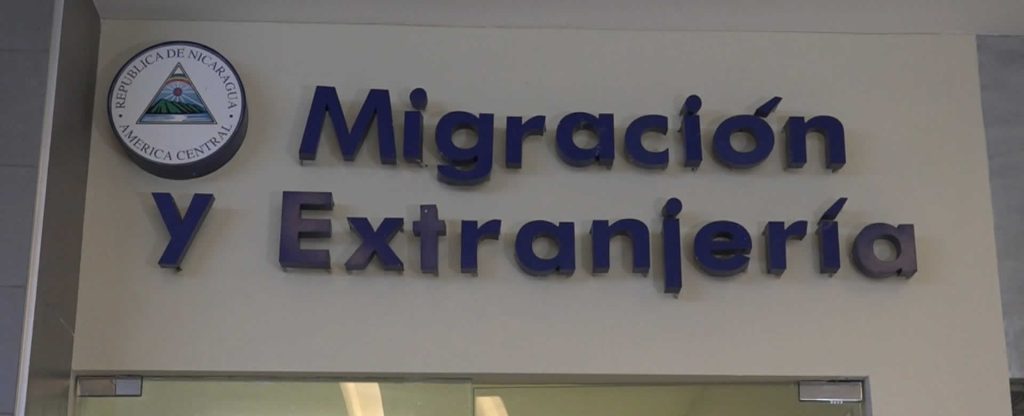 REPUBLICA DE NICARAGUA
AMERICA CENTRAL
Migración
y Extranjería